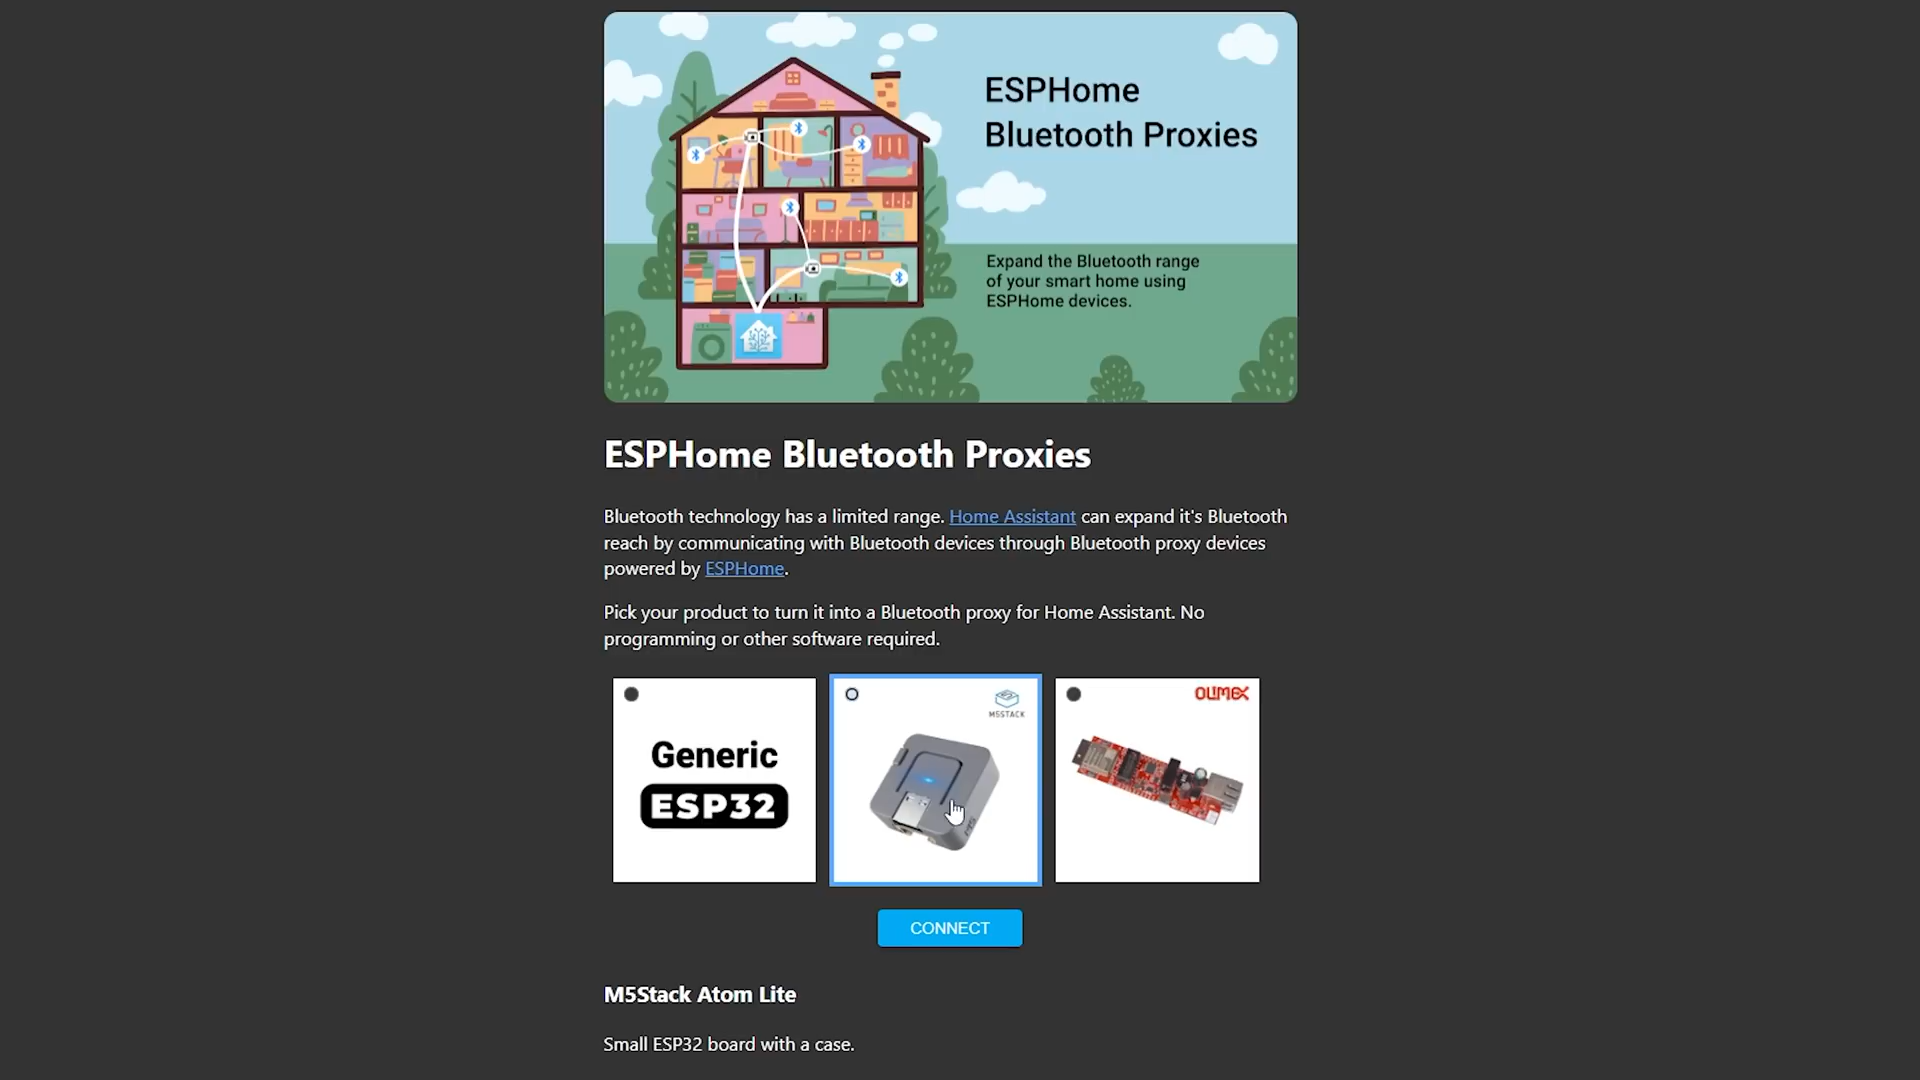 ESPHome
Bluetooth Proxies
Expand the Bluetooth range
of your smart home using
ESPHome devices.
ESPHome Bluetooth Proxies
Bluetooth technology has a limited range. Home Assistant can expand it's Bluetooth
reach by communicating with Bluetooth devices through Bluetooth proxy devices
powered by ESPHome.
Pick your product to turn it into a Bluetooth proxy for Home Assistant. No
programming or other software required.
Generic
ESP32
M5STACK
M5
OLIMEX
CONNECT
M5Stack Atom Lite
Small ESP32 board with a case.